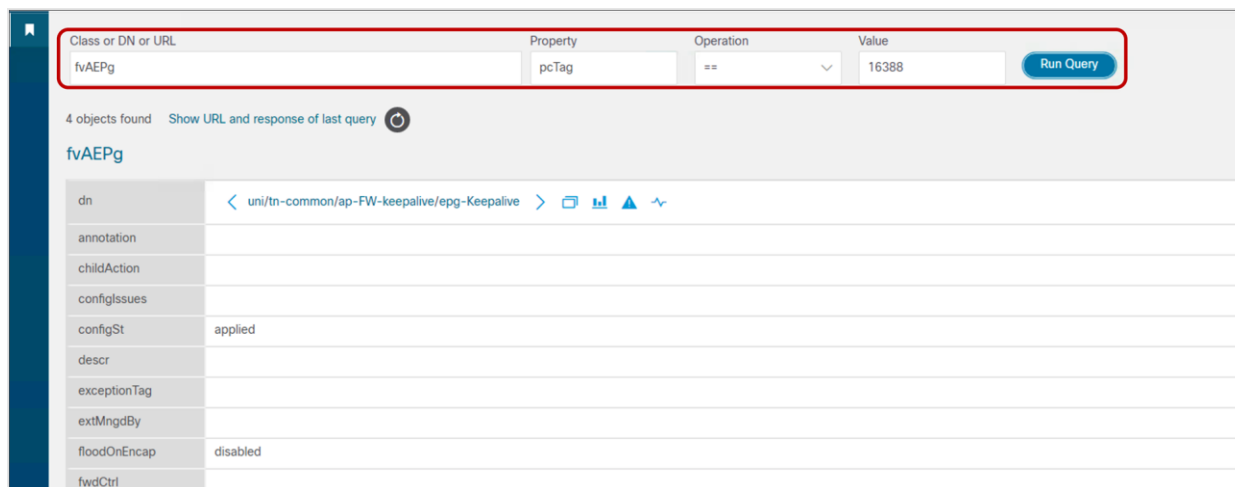 Class or DN or URL Property Operation Value
fvAEPg pcTag == 16388 Run Query
4 objects found Show URL and response of last query
fvAEPg
dn uni/tn-common/ap-FW-keepalive/epg-Keepalive
annotation
childAction
configIssues
configSt applied
descr
exceptionTag
extMngdBy
floodOnEncap disabled
fwdCtrl